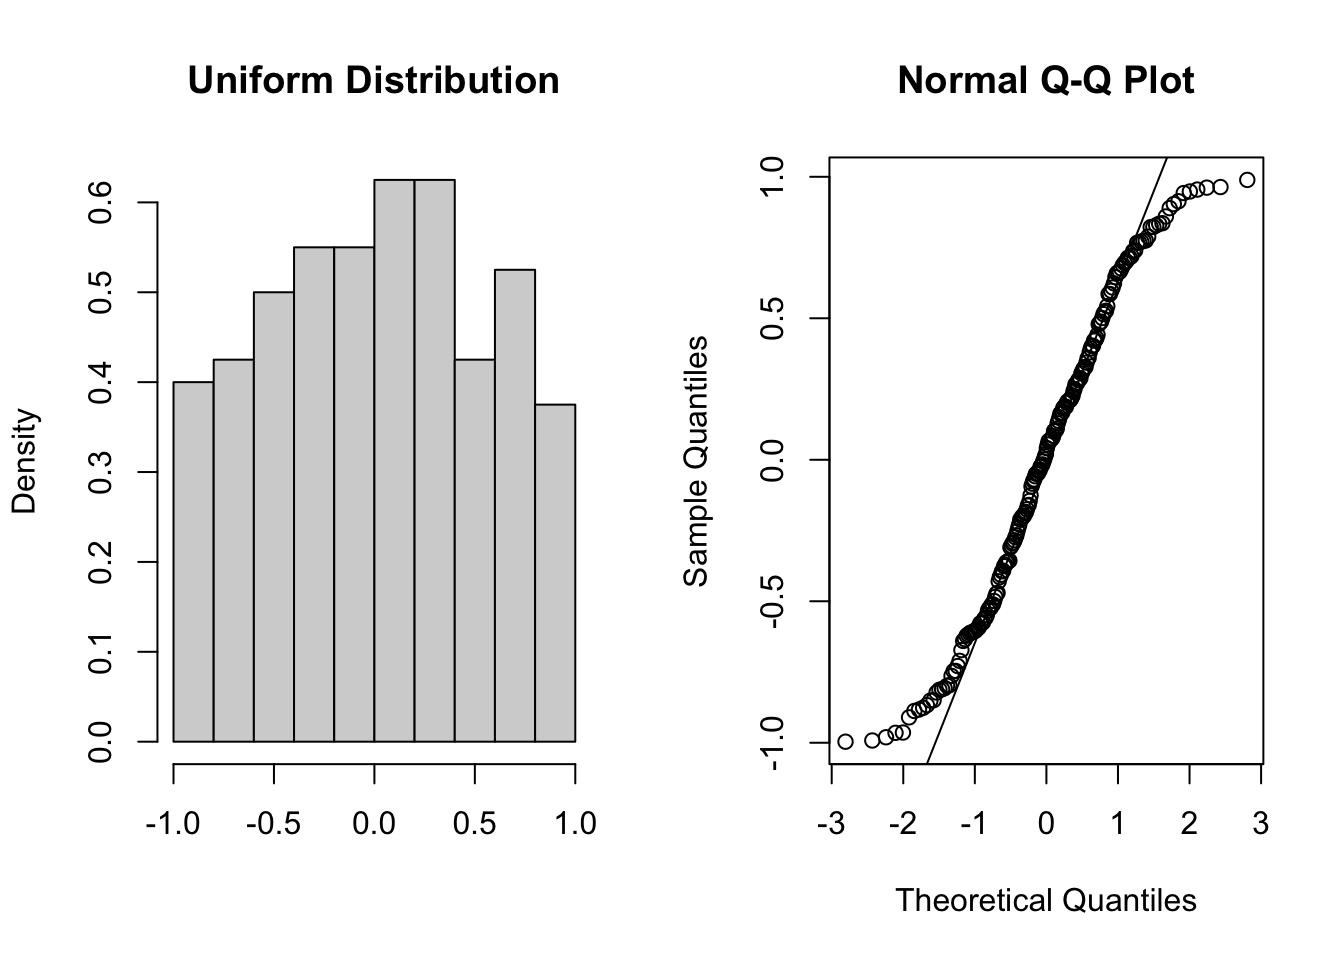 Uniform Distribution
Density
0.0 0.1 0.2 0.3 0.4 0.5 0.6
-1.0 -0.5 0.0 0.5 1.0
Normal Q-Q Plot
Sample Quantiles
-1.0 -0.5 0.0 0.5 1.0
-3 -2 -1 0 1 2 3
Theoretical Quantiles